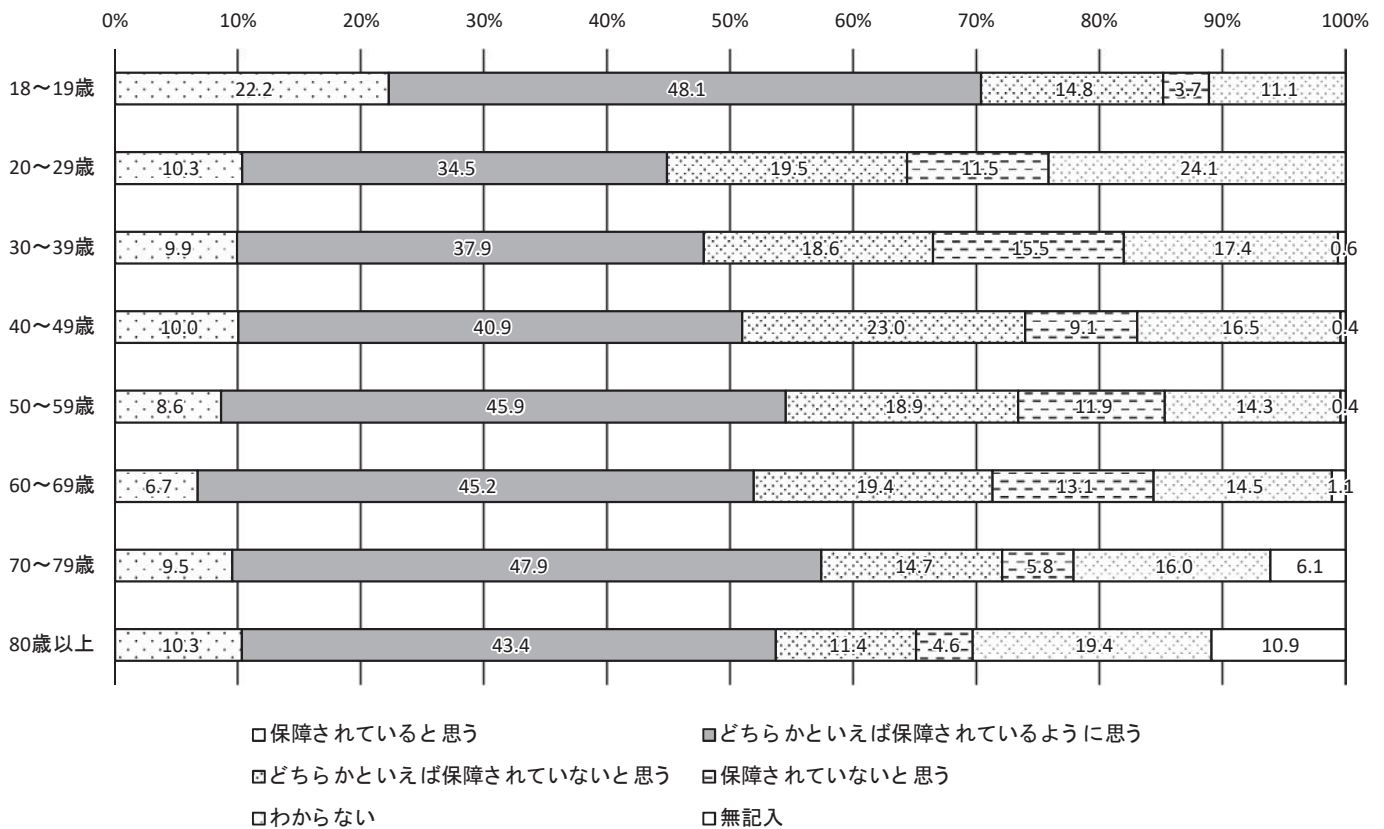 0% 10% 20% 30% 40% 50% 60% 70% 80% 90% 100%
18～19歳 22.2 48.1 14.8 3.7 11.1
20～29歳 10.3 34.5 19.5 11.5 24.1
30～39歳 9.9 37.9 18.6 15.5 17.4 0.6
40～49歳 10.0 40.9 23.0 9.1 16.5 0.4
50～59歳 8.6 45.9 18.9 11.9 14.3 0.4
60～69歳 6.7 45.2 19.4 13.1 14.5 1.1
70～79歳 9.5 47.9 14.7 5.8 16.0 6.1
80歳以上 10.3 43.4 11.4 4.6 19.4 10.9
保障されていると思う どちらかといえば保障されているように思う
どちらかといえば保障されていないと思う 保障されていないと思う
わからない 無記入